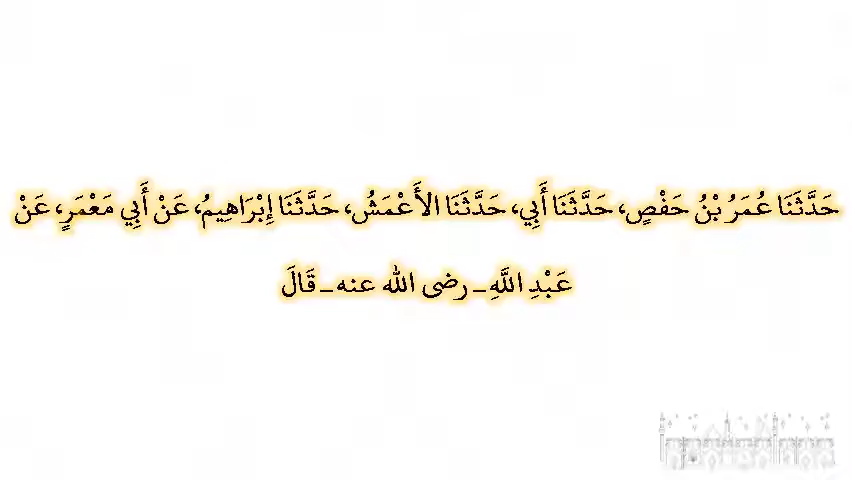 حَدَّثَنَا عُمَرُ بْنُ حَفْصٍ، حَدَّثَنَا أَبِي، حَدَّثَنَا الأَعْمَشُ، حَدَّثَنَا إِبْرَاهِيمُ، عَنْ أَبِي مَعْمَرٍ، عَنْ
عَبْدِ اللَّهِ ـ رضى الله عنه ـ قَالَ